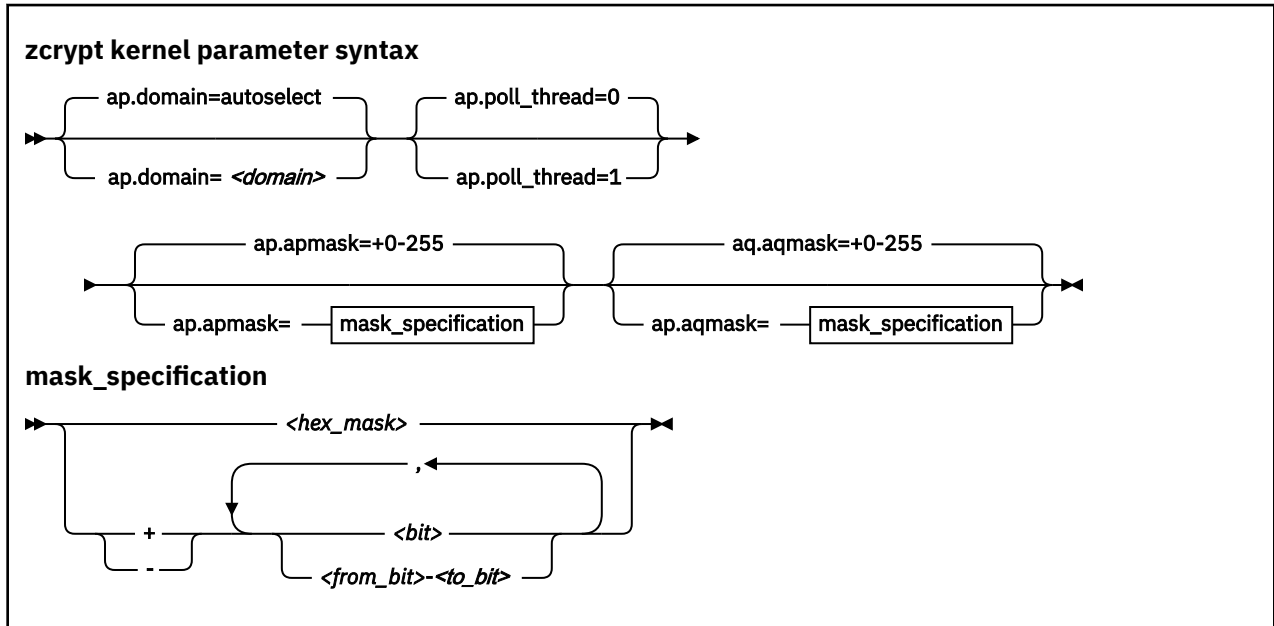 zcrypt kernel parameter syntax
ap.domain=autoselect ap.poll_thread=0
ap.domain= <domain> ap.poll_thread=1
ap.apmask=+0-255 aq.aqmask=+0-255
ap.apmask= mask_specification ap.aqmask= mask_specification
mask_specification
<hex_mask>
,
+ <bit>
- <from_bit>-<to_bit>